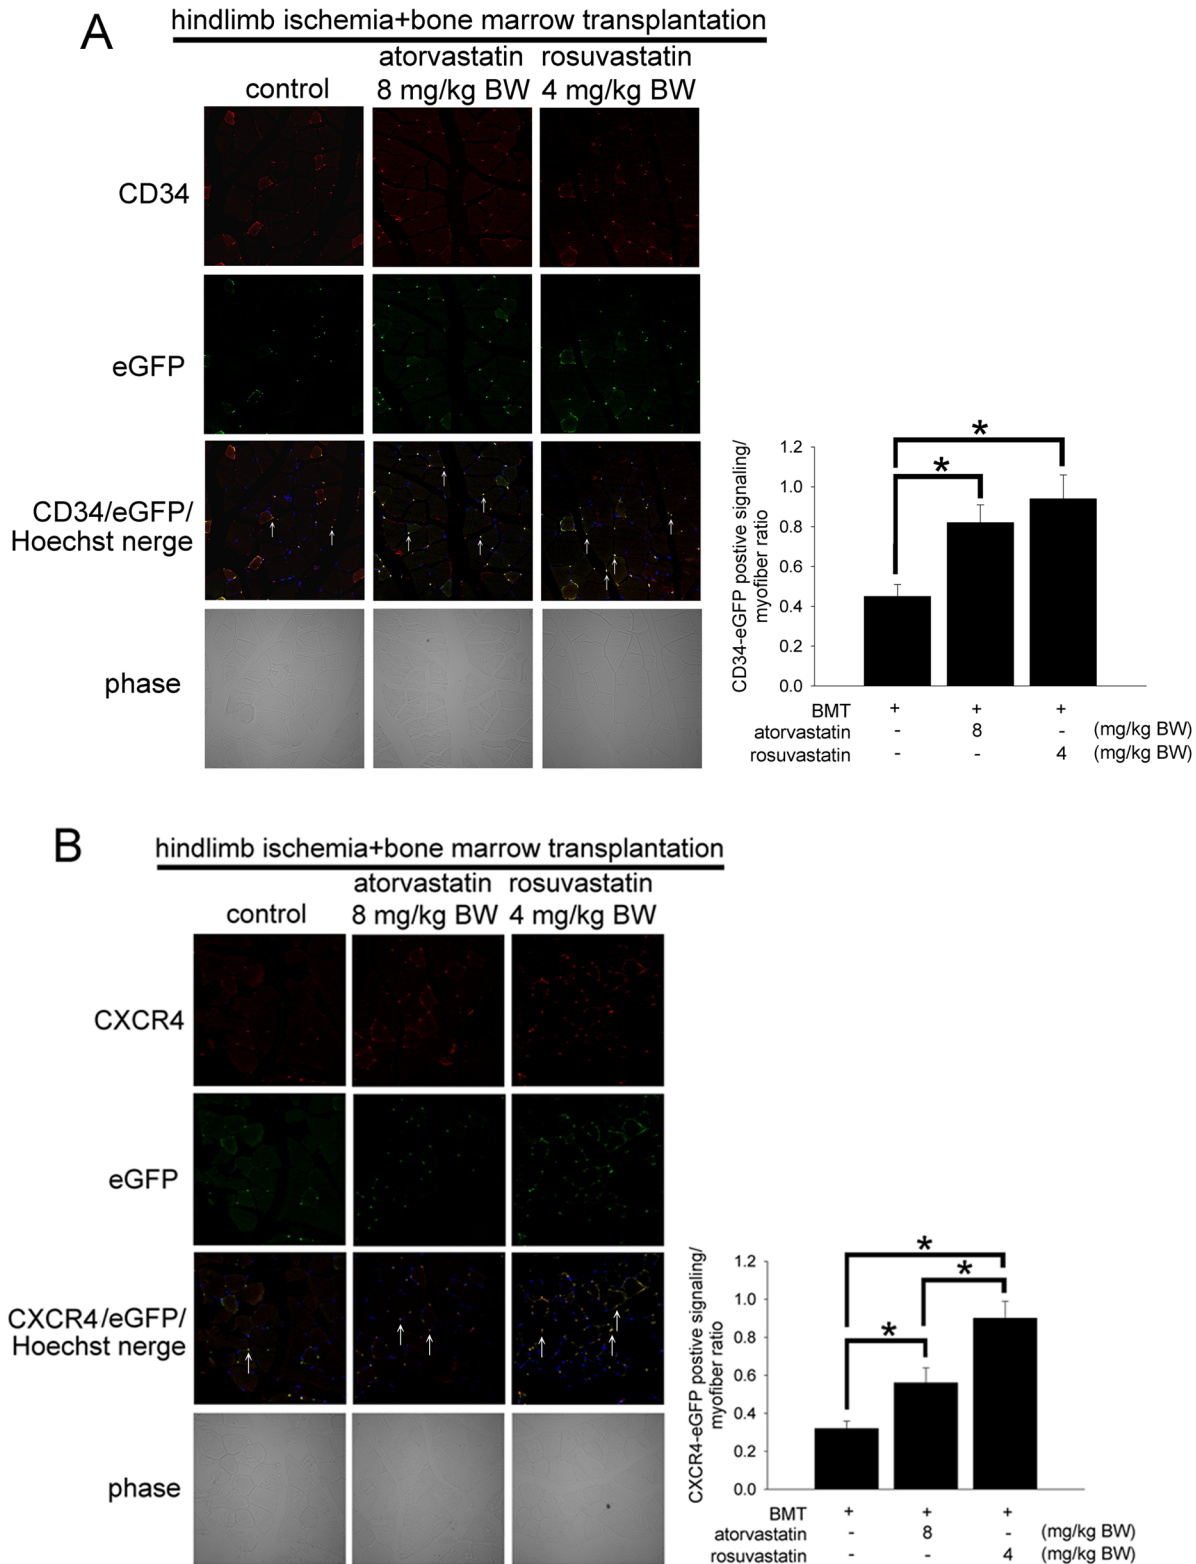 A
hindlimb ischemia+bone marrow transplantation
control
atorvastatin
8 mg/kg BW
rosuvastatin
4 mg/kg BW
CD34
eGFP
CD34/eGFP/
Hoechst nerge
phase
CD34-eGFP postive signaling/
myofiber ratio
1.2
1.0
0.8
0.6
0.4
0.2
0.0
*
*
BMT + + +
atorvastatin - 8 - (mg/kg BW)
rosuvastatin - - 4 (mg/kg BW)
B
hindlimb ischemia+bone marrow transplantation
control
atorvastatin
8 mg/kg BW
rosuvastatin
4 mg/kg BW
CXCR4
eGFP
CXCR4/eGFP/
Hoechst nerge
phase
CXCR4-eGFP postive signaling/
myofiber ratio
1.2
1.0
0.8
0.6
0.4
0.2
0.0
*
*
*
BMT + + +
atorvastatin - 8 - (mg/kg BW)
rosuvastatin - - 4 (mg/kg BW)